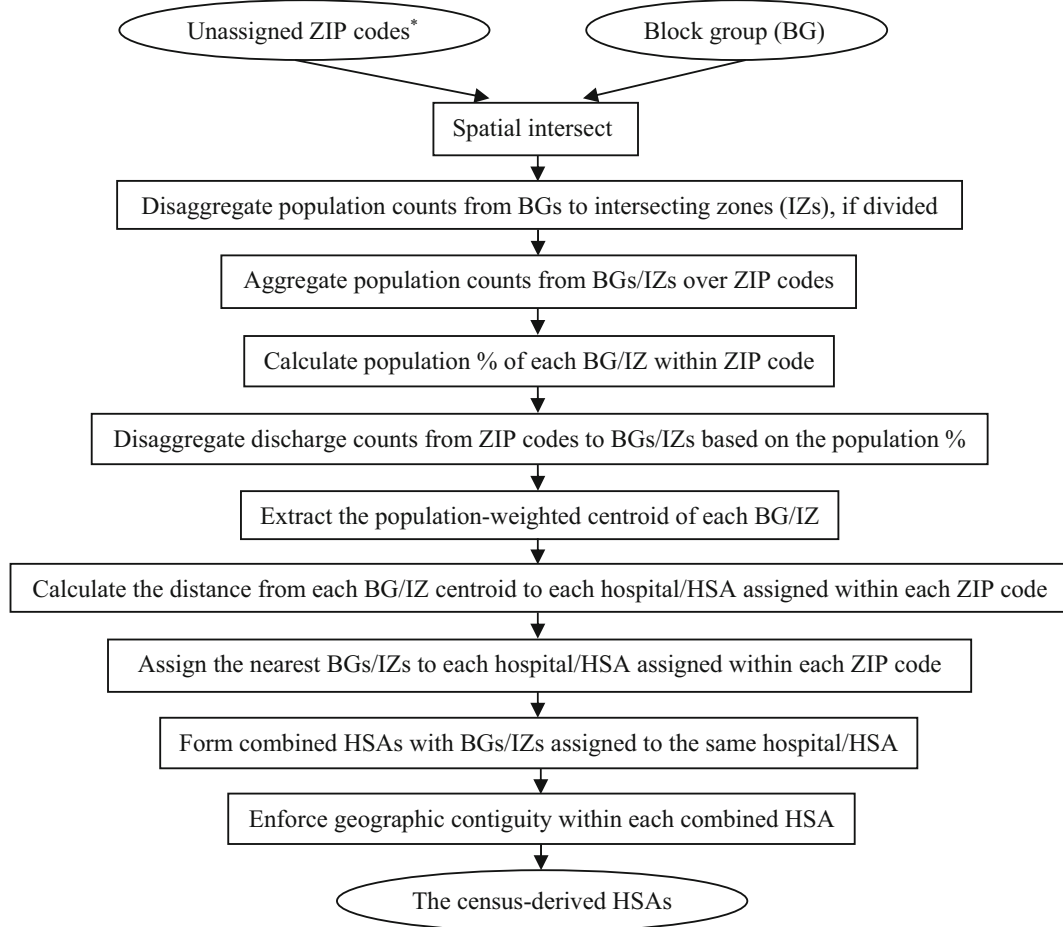 Unassigned ZIP codes*
Block group (BG)
Spatial intersect
Disaggregate population counts from BGs to intersecting zones (IZs), if divided
Aggregate population counts from BGs/IZs over ZIP codes
Calculate population % of each BG/IZ within ZIP code
Disaggregate discharge counts from ZIP codes to BGs/IZs based on the population %
Extract the population-weighted centroid of each BG/IZ
Calculate the distance from each BG/IZ centroid to each hospital/HSA assigned within each ZIP code
Assign the nearest BGs/IZs to each hospital/HSA assigned within each ZIP code
Form combined HSAs with BGs/IZs assigned to the same hospital/HSA
Enforce geographic contiguity within each combined HSA
The census-derived HSAs